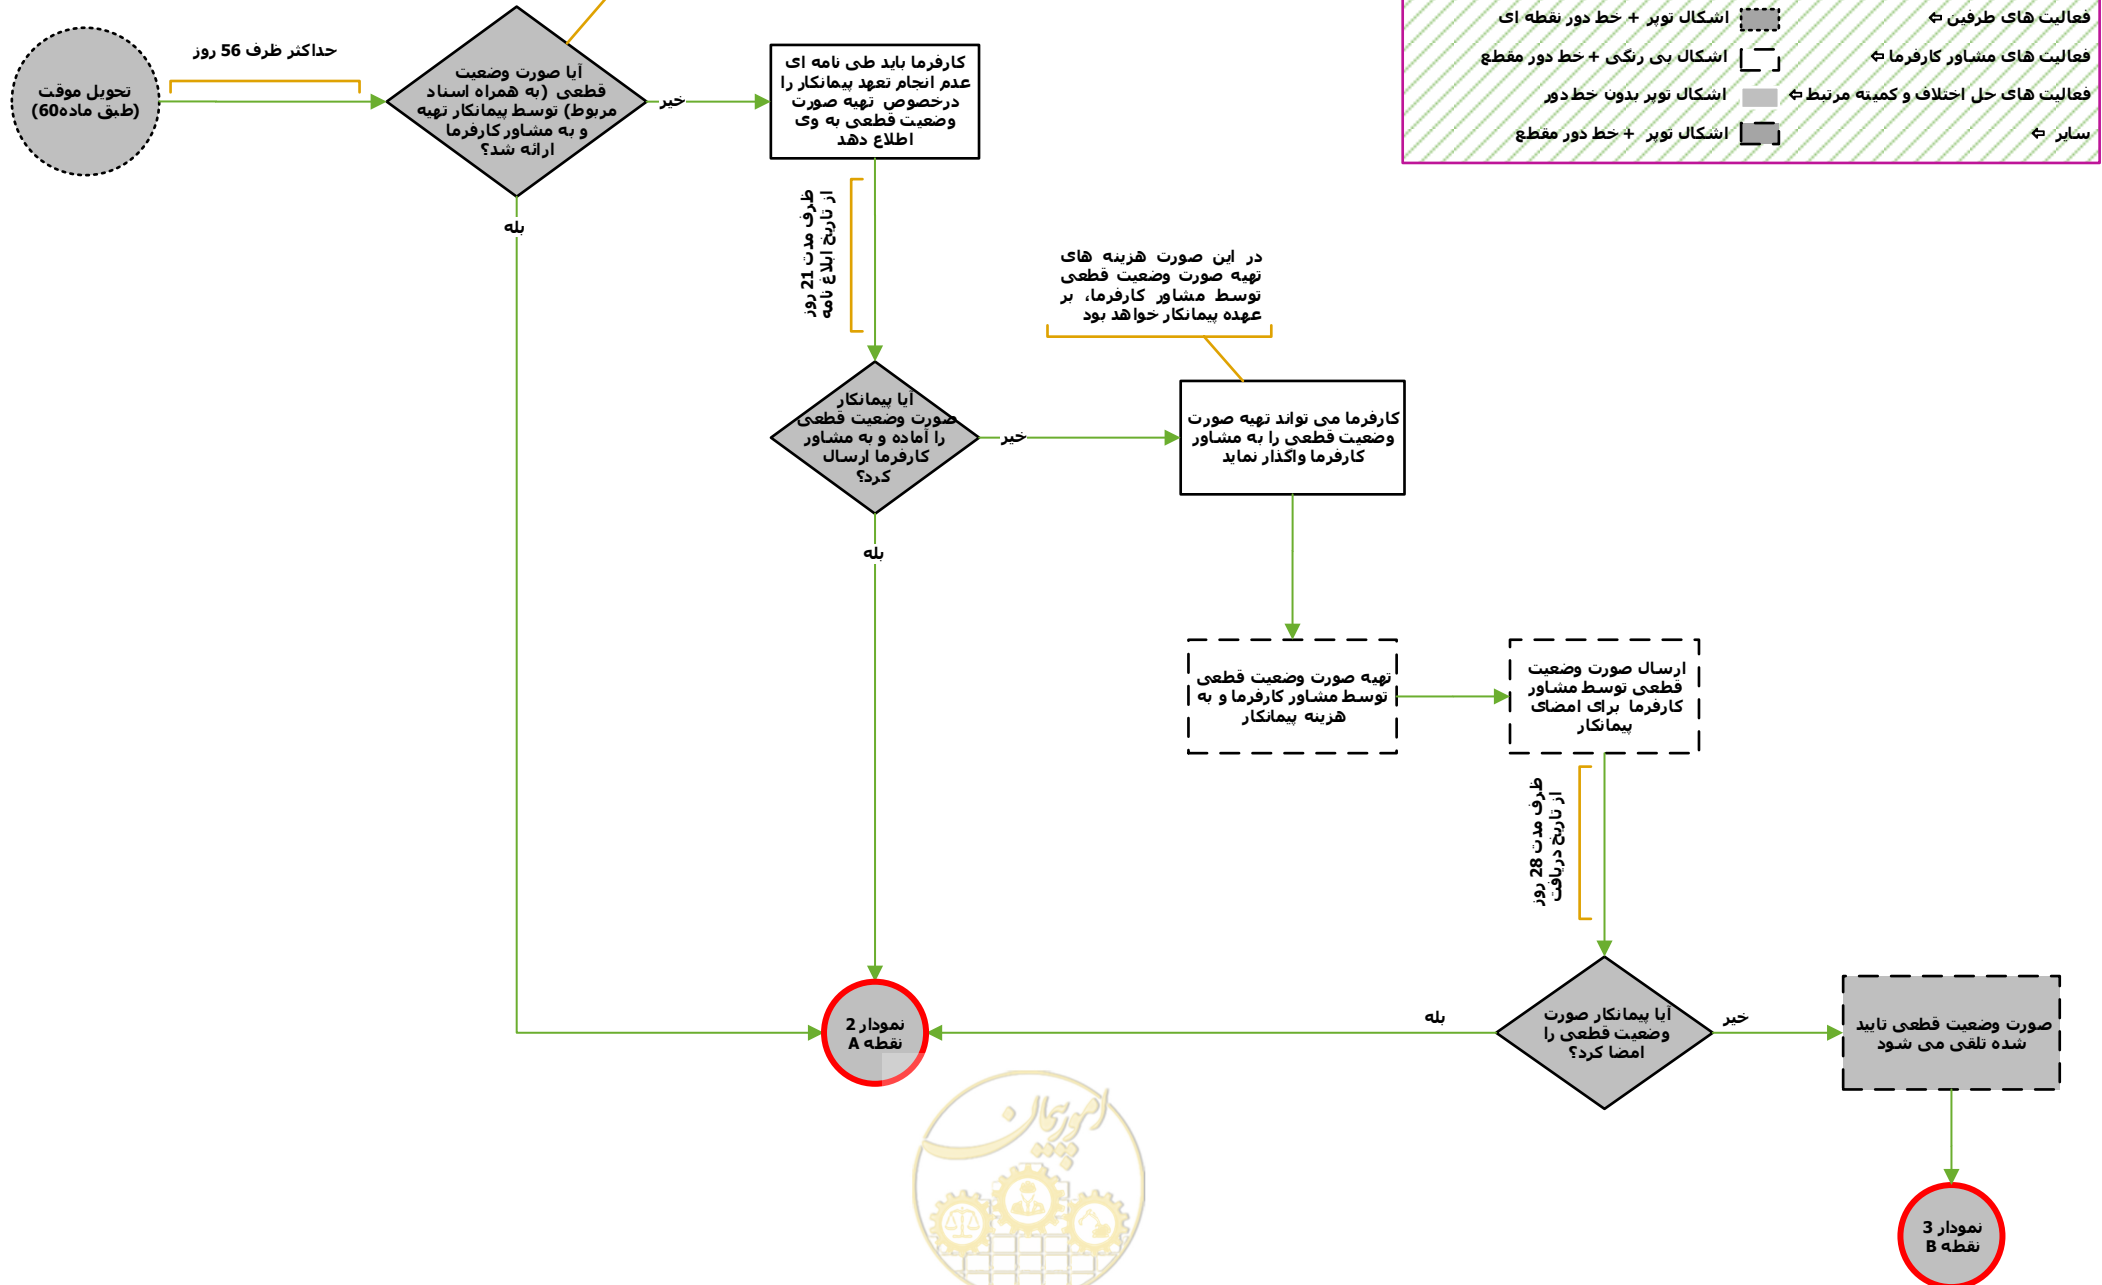 فعالیت های طرفین ⇦
اشکال توپر + خط دور نقطه ای
فعالیت های مشاور کارفرما ⇦
اشکال بی رنگی + خط دور مقطع
فعالیت های حل اختلاف و کمیته مرتبط ⇦
اشکال توپر بدون خط دور
سایر ⇦
اشکال توپر + خط دور مقطع
تحویل موقت
(طبق ماده60)
حداکثر ظرف 56 روز
آیا صورت وضعیت
قطعی (به همراه اسناد
مربوط) توسط پیمانکار تهیه
و به مشاور کارفرما
ارائه شد؟
خیر
بله
کارفرما باید طی نامه ای
عدم انجام تعهد پیمانکار را
درخصوص تهیه صورت
وضعیت قطعی به وی
اطلاع دهد
ظرف مدت 21 روز
از تاریخ ابلاغ نامه
در این صورت هزینه های
تهیه صورت وضعیت قطعی
توسط مشاور کارفرما، بر
عهده پیمانکار خواهد بود
آیا پیمانکار
صورت وضعیت قطعی
را آماده و به مشاور
کارفرما ارسال
کرد؟
خیر
بله
کارفرما می تواند تهیه صورت
وضعیت قطعی را به مشاور
کارفرما واگذار نماید
تهیه صورت وضعیت قطعی
توسط مشاور کارفرما و به
هزینه پیمانکار
ارسال صورت وضعیت
قطعی توسط مشاور
کارفرما برای امضای
پیمانکار
ظرف مدت 28 روز
از تاریخ دریافت
آیا پیمانکار صورت
وضعیت قطعی را
امضا کرد؟
بله
خیر
صورت وضعیت قطعی تایید
شده تلقی می شود
نمودار 2
نقطه A
نمودار 3
نقطه B
امور پیمان